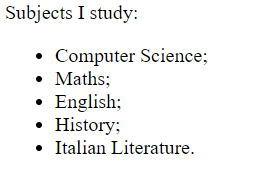 Subjects I study:
• Computer Science;
• Maths;
• English;
• History;
• Italian Literature.